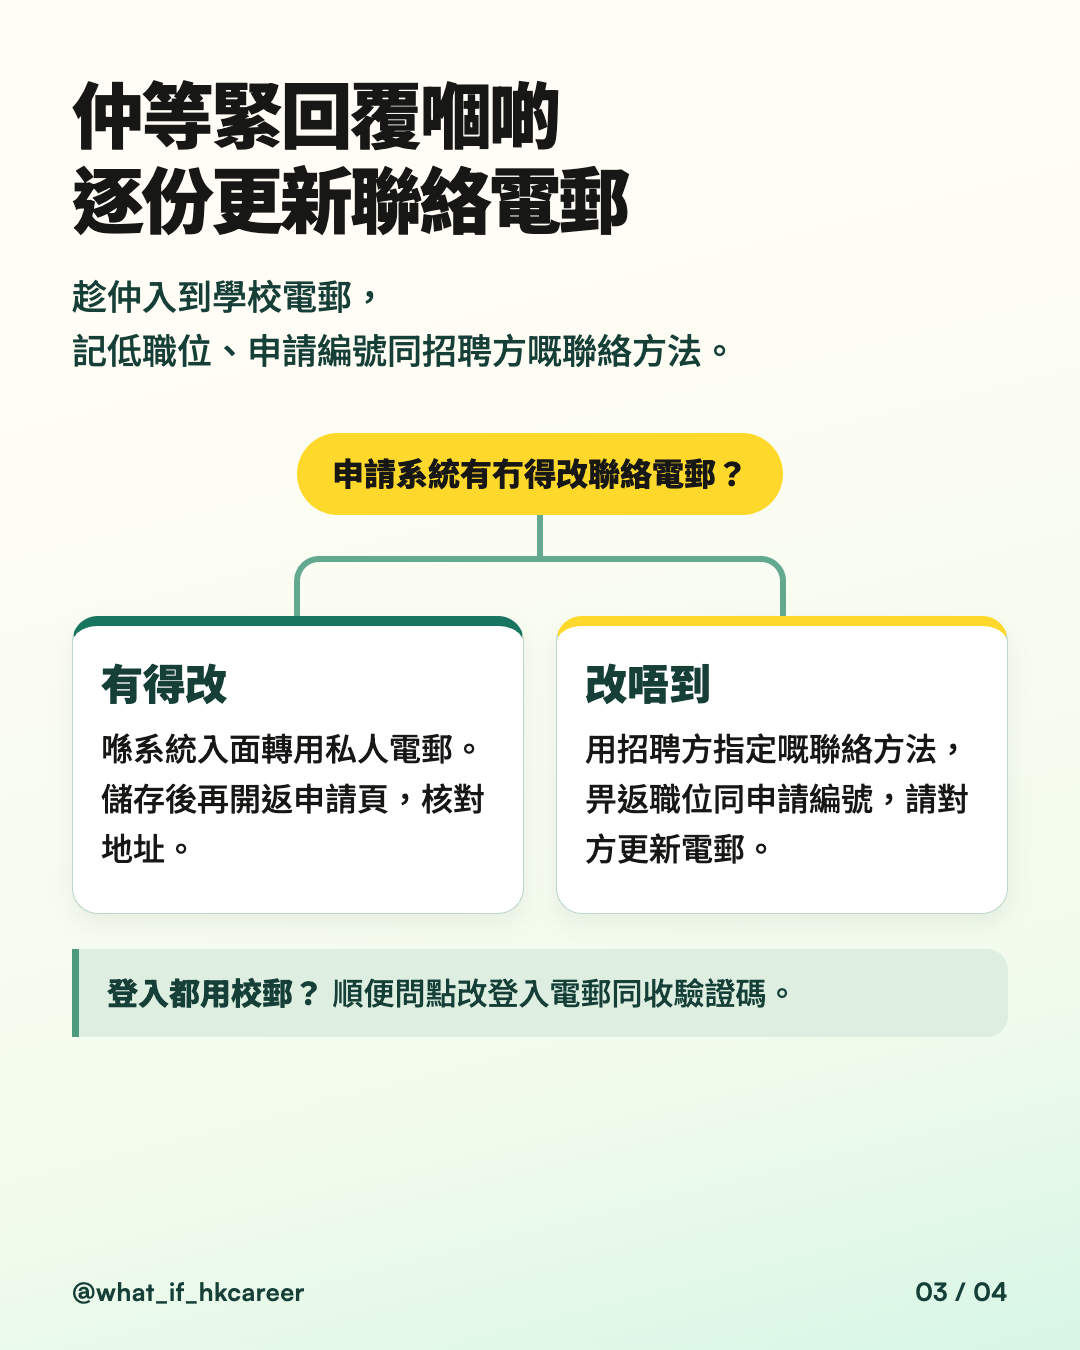 仲等緊回覆嗰啲
逐份更新聯絡電郵
趁仲入到學校電郵，
記低職位、申請編號同招聘方嘅聯絡方法。
申請系統有冇得改聯絡電郵？
有得改
喺系統入面轉用私人電郵。
儲存後再開返申請頁，核對
地址。
改唔到
用招聘方指定嘅聯絡方法，
畀返職位同申請編號，請對
方更新電郵。
登入都用校郵？ 順便問點改登入電郵同收驗證碼。
@what_if_hkcareer
03 / 04